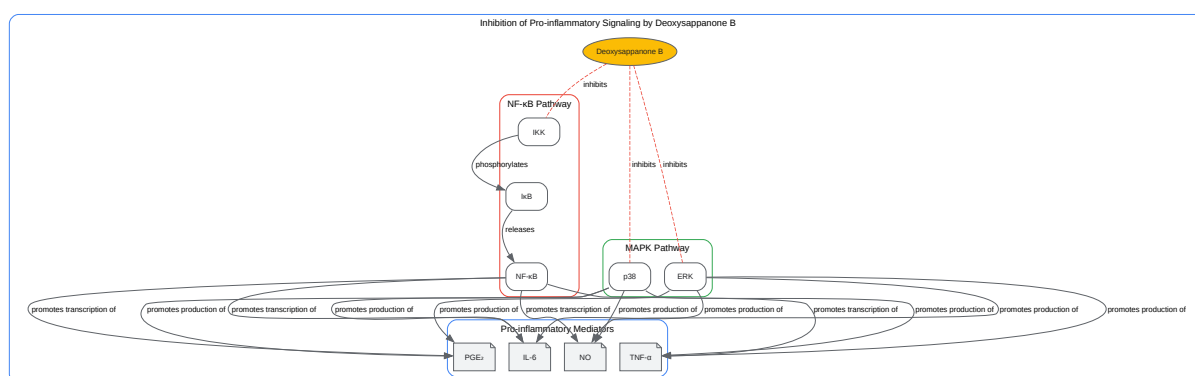 Inhibition of Pro-inflammatory Signaling by Deoxysappanone B
Deoxysappanone B
inhibits
NF-κB Pathway
IKK
phosphorylates
inhibits
inhibits
IκB
releases
MAPK Pathway
NF-κB
p38
ERK
promotes transcription of
promotes production of
promotes transcription of
promotes production of
promotes production of
promotes transcription of
promotes production of
promotes production of
promotes transcription of
promotes production of
promotes production of
promotes production of
Pro-inflammatory Mediators
PGE₂
IL-6
NO
TNF-α